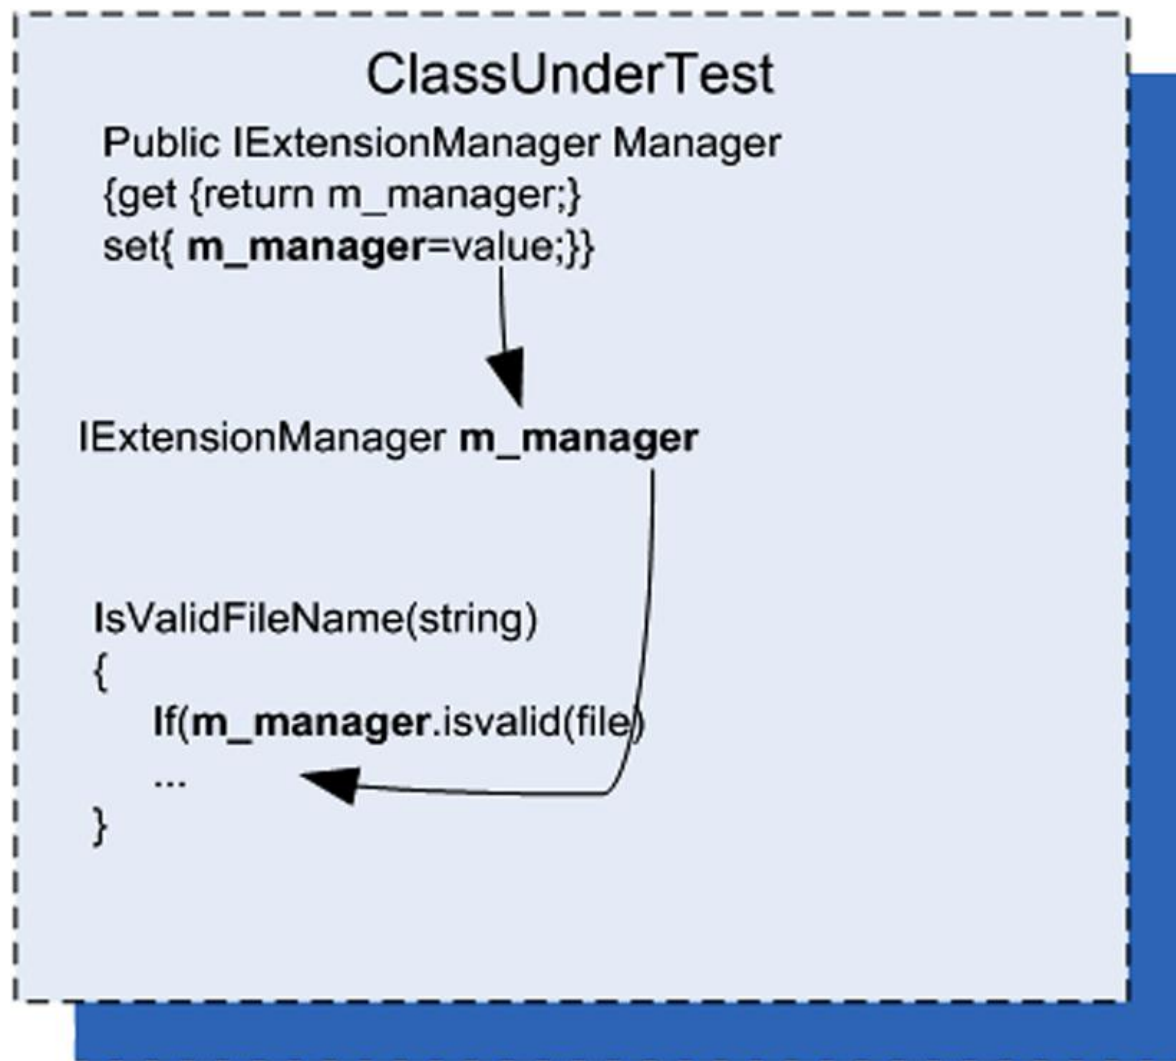 ClassUnderTest
Public IExtensionManager Manager
{get {return m_manager;}
set{ m_manager=value;}}
IExtensionManager m_manager
IsValidFileName(string)
{
If(m_manager.isvalid(file)
...
}